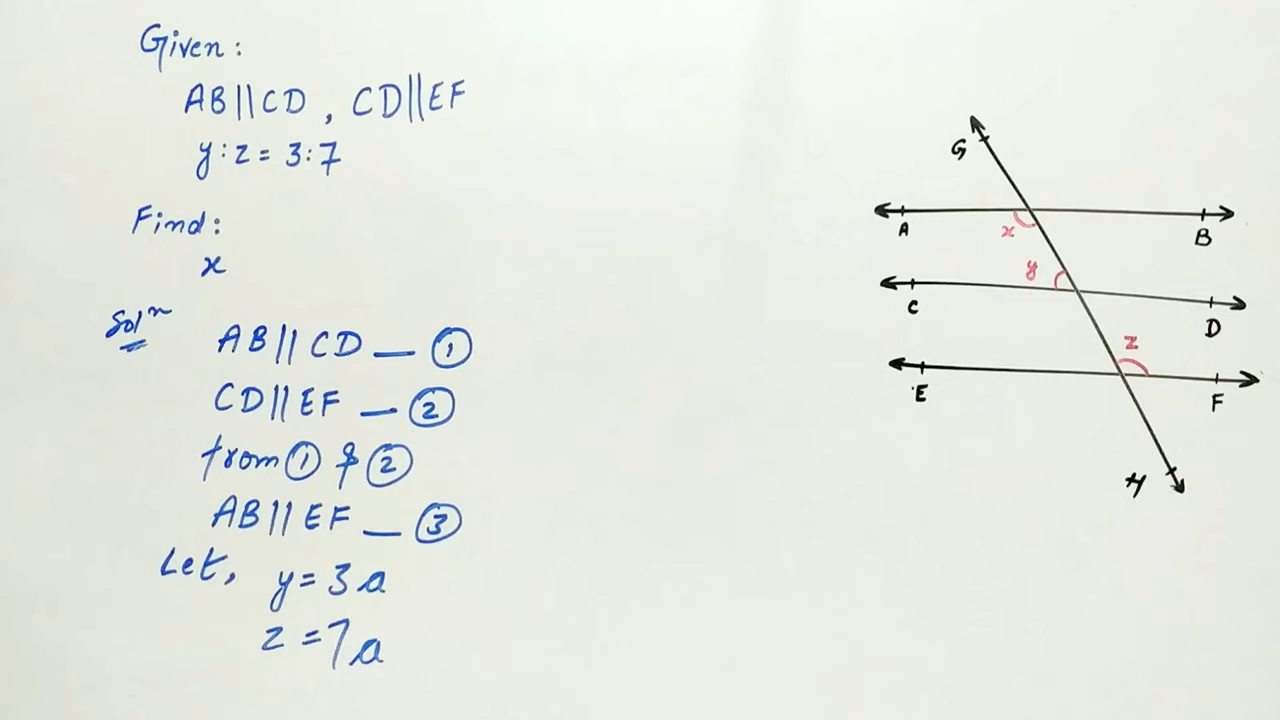 Given:
AB||CD, CD||EF
y:z = 3:7
Find:
x
Solⁿ
AB||CD — ①
CD||EF — ②
from ① & ②
AB||EF — ③
Let, y = 3a
z = 7a
G
A
B
x
y
C
D
z
E
F
H